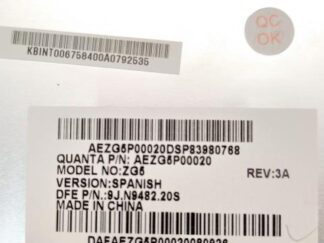 QC
OK
KBINT006758400A0792535
AEZG5P00020DSP83980768
QUANTA P/N: AEZG5P00020
MODEL NO:ZG5 REV:3A
VERSION:SPANISH
DFE P/N.:9J.N9482.20S
MADE IN CHINA